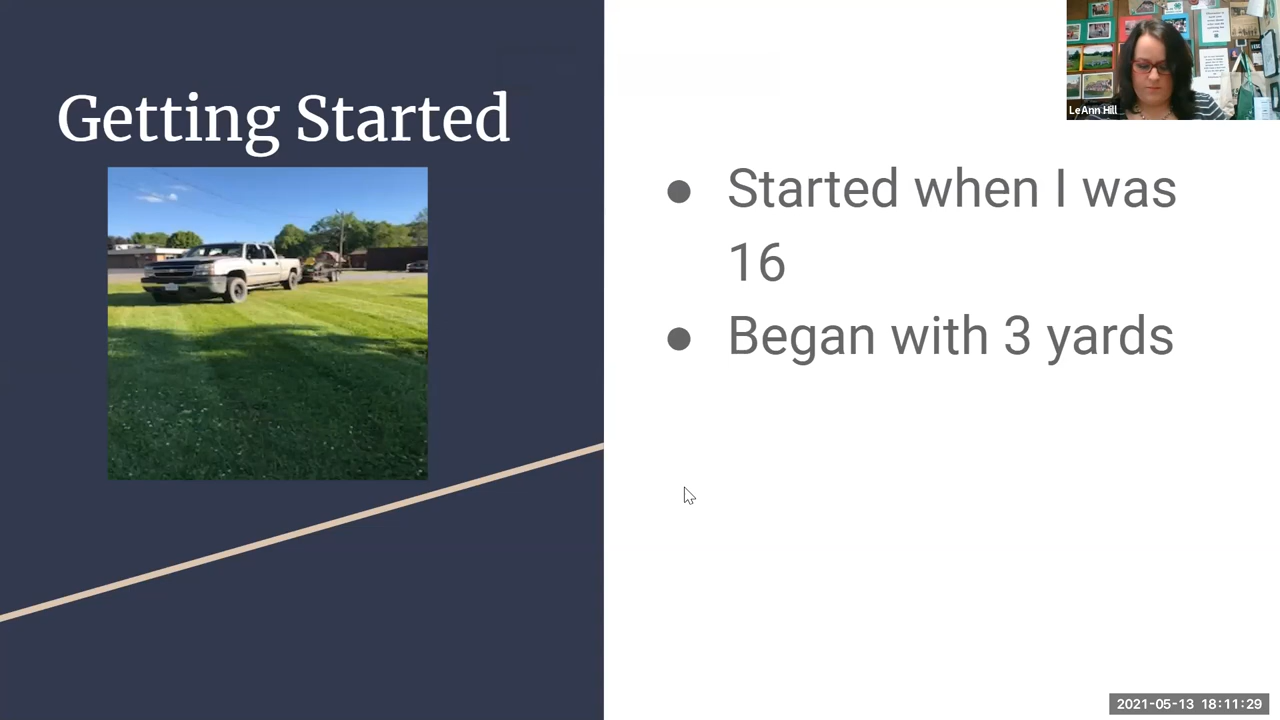 Getting Started
● Started when I was
16
● Began with 3 yards
LeAnn Hill
2021-05-13 18:11:29